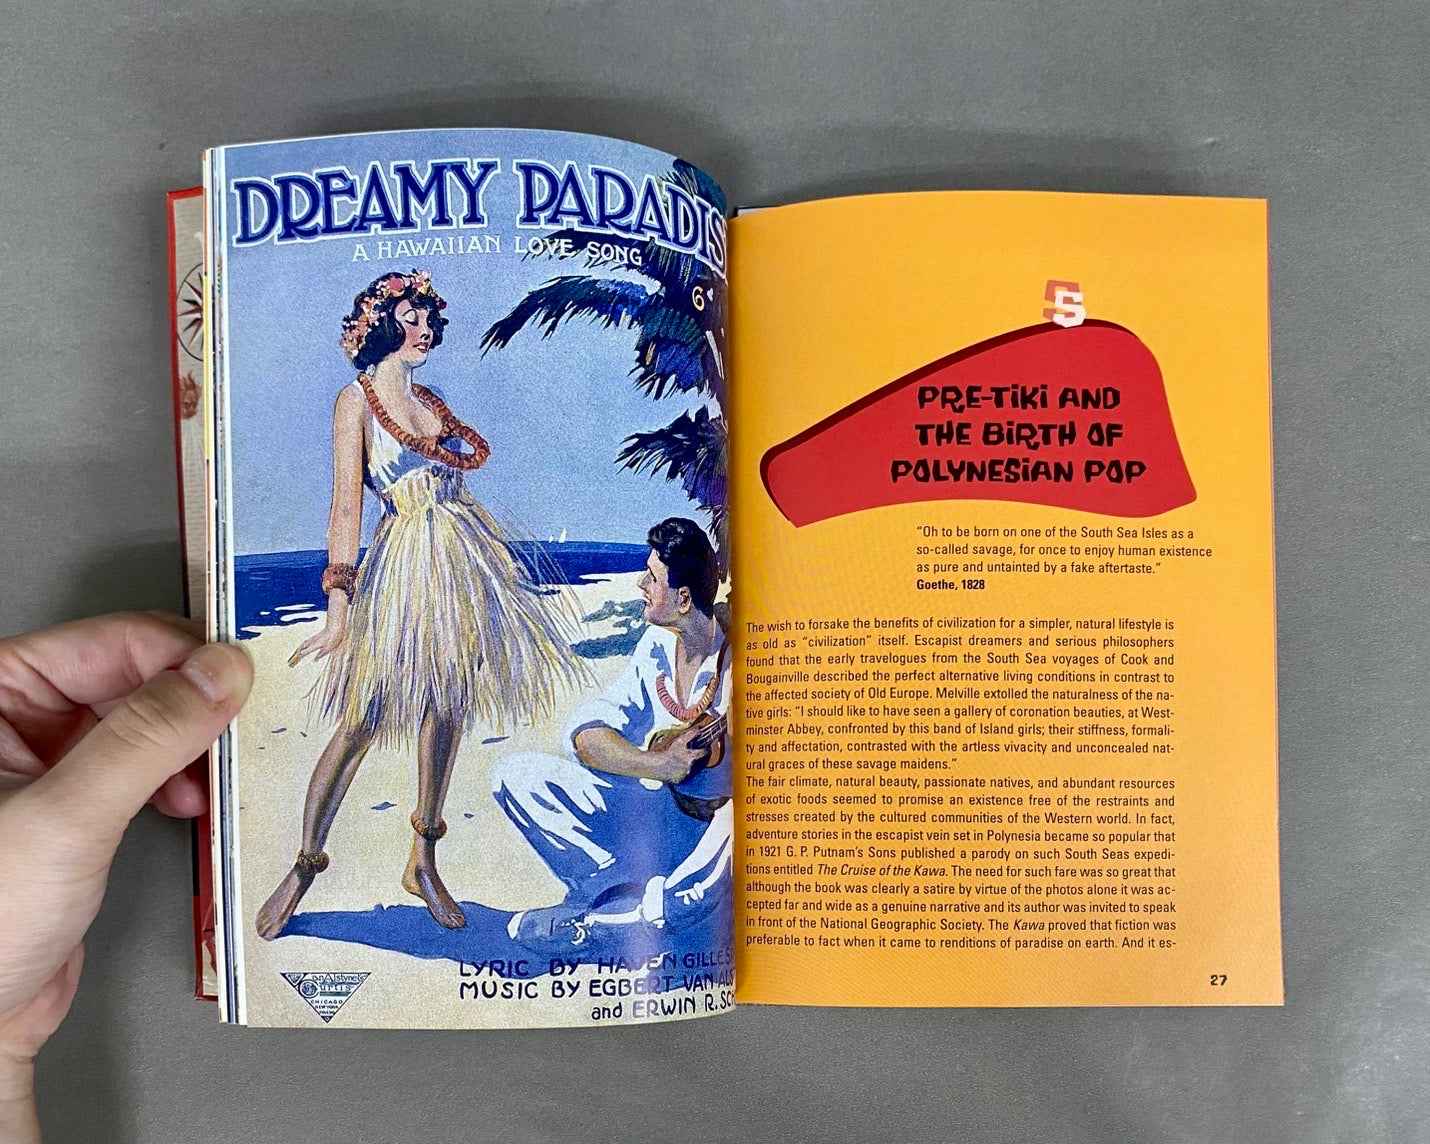 DREAMY PARADIS
A HAWAIIAN LOVE SONG
6
LYRIC BY HAVEN GILLES
MUSIC BY EGBERT VAN ALS
and ERWIN R. SC
VanAlstyne &
Curtis
CHICAGO
NEW YORK
S
PRE-TiKi AND
THE BiRTH OF
POLYNESiAN POP
“Oh to be born on one of the South Sea Isles as a
so-called savage, for once to enjoy human existence
as pure and untainted by a fake aftertaste.”
Goethe, 1828
The wish to forsake the benefits of civilization for a simpler, natural lifestyle is
as old as “civilization” itself. Escapist dreamers and serious philosophers
found that the early travelogues from the South Sea voyages of Cook and
Bougainville described the perfect alternative living conditions in contrast to
the affected society of Old Europe. Melville extolled the naturalness of the na-
tive girls: “I should like to have seen a gallery of coronation beauties, at West-
minster Abbey, confronted by this band of Island girls; their stiffness, formali-
ty and affectation, contrasted with the artless vivacity and unconcealed nat-
ural graces of these savage maidens.”
The fair climate, natural beauty, passionate natives, and abundant resources
of exotic foods seemed to promise an existence free of the restraints and
stresses created by the cultured communities of the Western world. In fact,
adventure stories in the escapist vein set in Polynesia became so popular that
in 1921 G. P. Putnam’s Sons published a parody on such South Seas expedi-
tions entitled The Cruise of the Kawa. The need for such fare was so great that
although the book was clearly a satire by virtue of the photos alone it was ac-
cepted far and wide as a genuine narrative and its author was invited to speak
in front of the National Geographic Society. The Kawa proved that fiction was
preferable to fact when it came to renditions of paradise on earth. And it es-
27